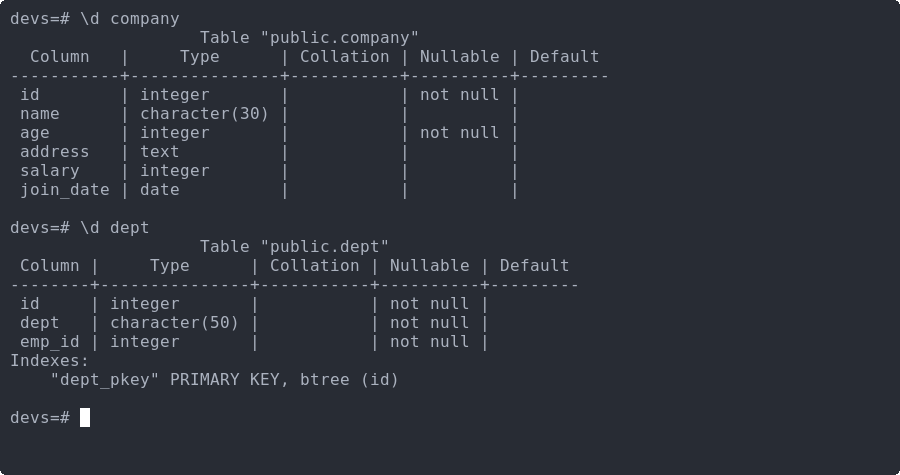 devs=# \d company
                   Table "public.company"
  Column   |     Type      | Collation | Nullable | Default
-----------+---------------+-----------+----------+---------
 id        | integer       |           | not null |
 name      | character(30) |           |          |
 age       | integer       |           | not null |
 address   | text          |           |          |
 salary    | integer       |           |          |
 join_date | date          |           |          |

devs=# \d dept
                   Table "public.dept"
 Column |     Type      | Collation | Nullable | Default
--------+---------------+-----------+----------+---------
 id     | integer       |           | not null |
 dept   | character(50) |           | not null |
 emp_id | integer       |           | not null |
Indexes:
    "dept_pkey" PRIMARY KEY, btree (id)

devs=#